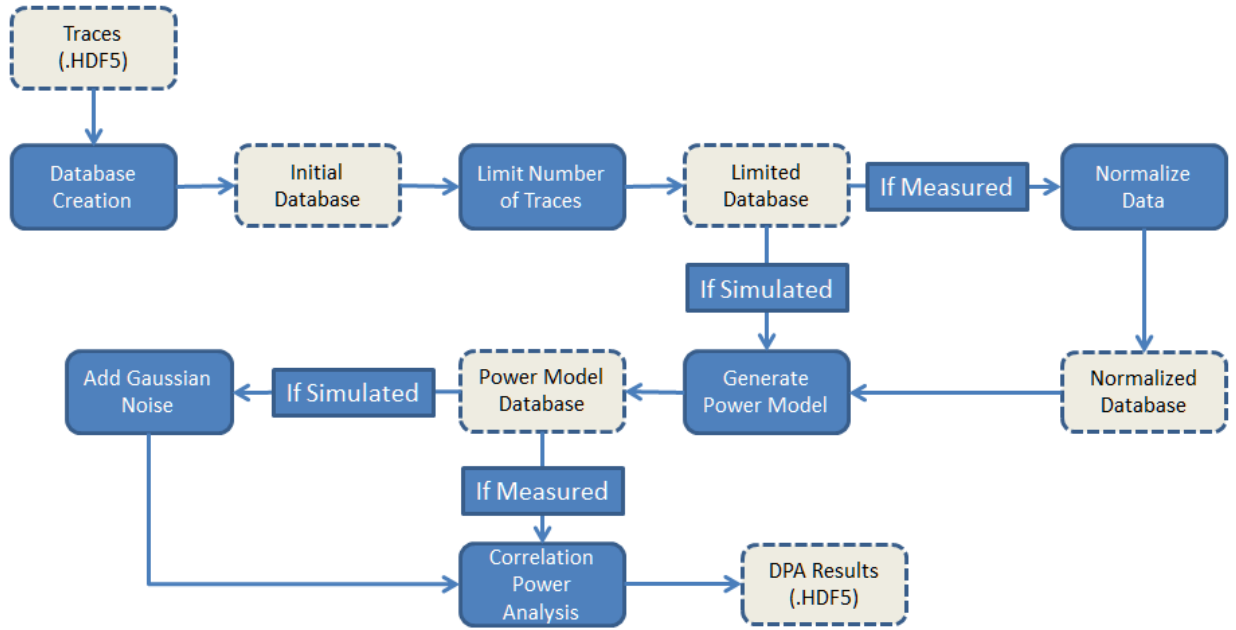 Traces
(.HDF5)
Database
Creation
Initial
Database
Limit Number
of Traces
Limited
Database
If Measured
Normalize
Data
If Simulated
Add Gaussian
Noise
If Simulated
Power Model
Database
Generate
Power Model
Normalized
Database
If Measured
Correlation
Power
Analysis
DPA Results
(.HDF5)